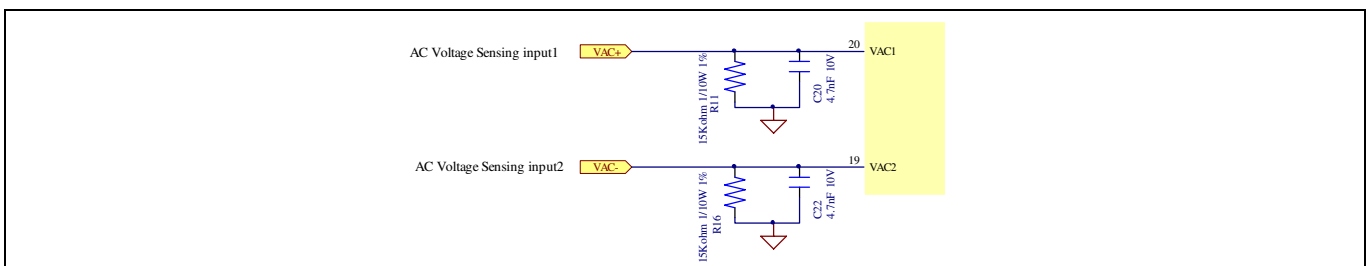 AC Voltage Sensing input1
VAC+
15Kohm 1/10W 1%
R11
C20
4.7nF 10V
20
VAC1
AC Voltage Sensing input2
VAC-
15Kohm 1/10W 1%
R16
C22
4.7nF 10V
19
VAC2